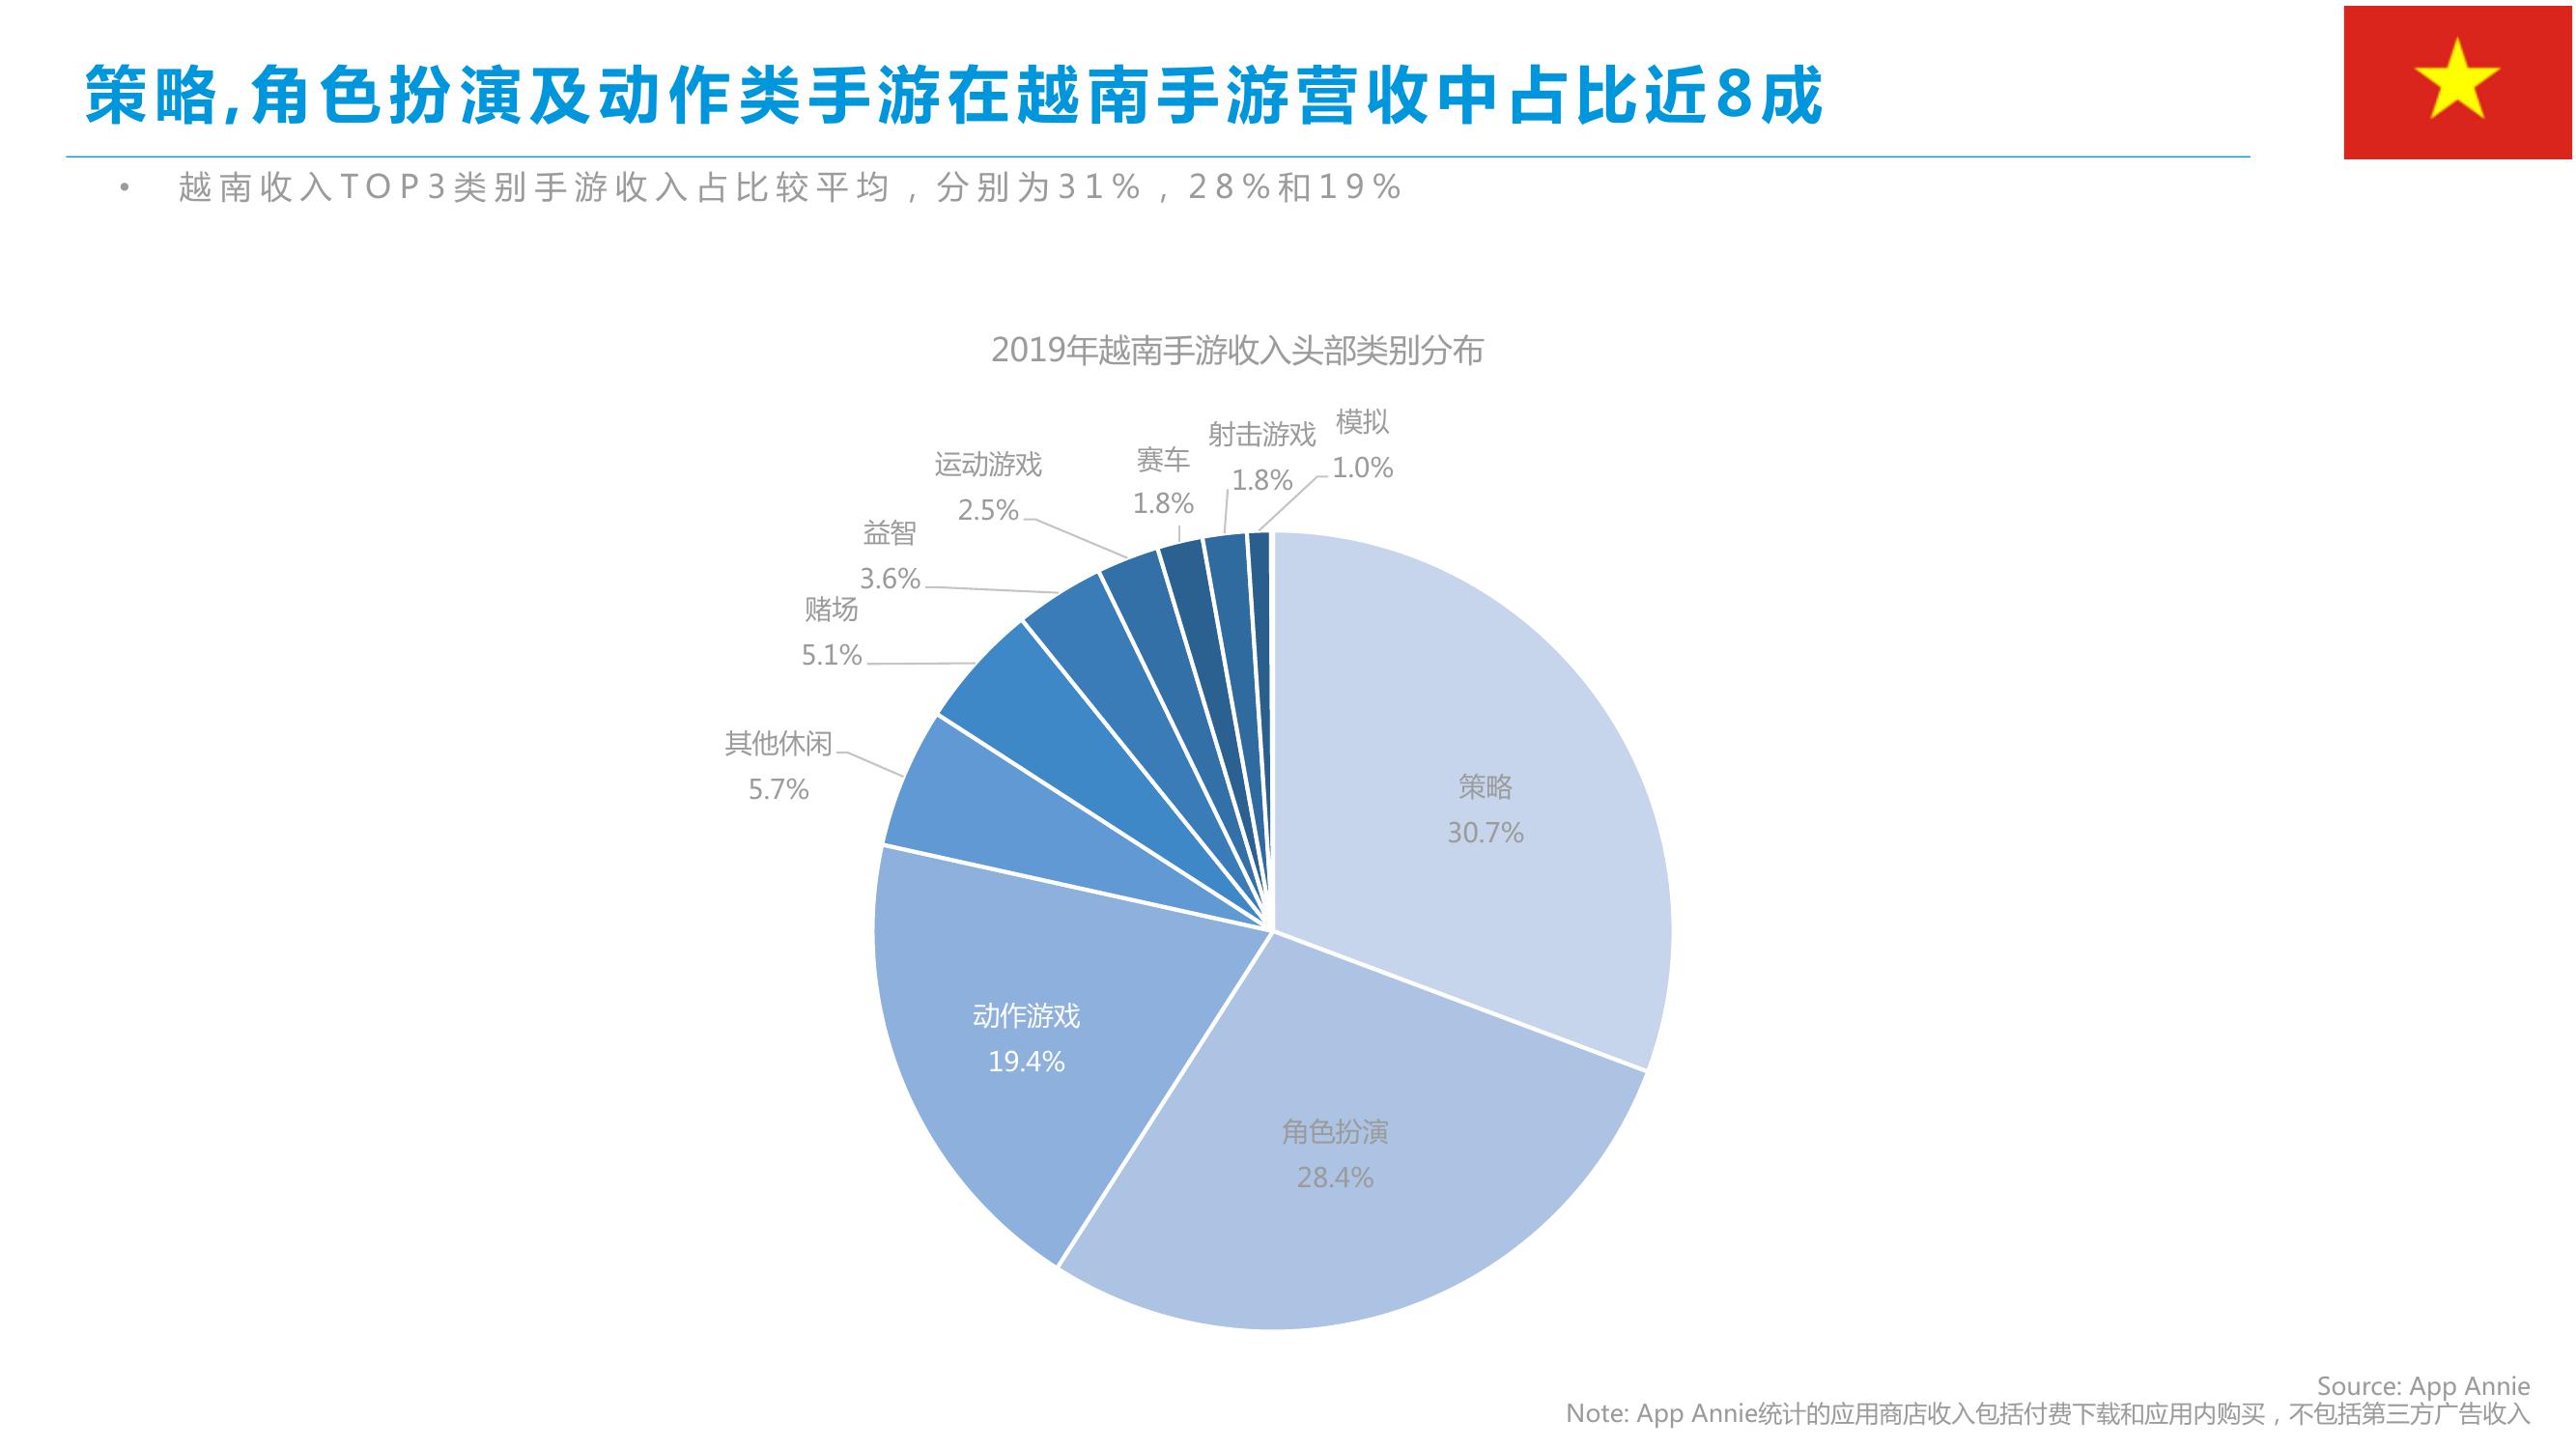 策略,角色扮演及动作类手游在越南手游营收中占比近8成
• 越南收入TOP3类别手游收入占比较平均，分别为31%，28%和19%
2019年越南手游收入头部类别分布
模拟
1.0%
射击游戏
1.8%
赛车
1.8%
运动游戏
2.5%
益智
3.6%
赌场
5.1%
其他休闲
5.7%
策略
30.7%
动作游戏
19.4%
角色扮演
28.4%
Source: App Annie
Note: App Annie统计的应用商店收入包括付费下载和应用内购买，不包括第三方广告收入